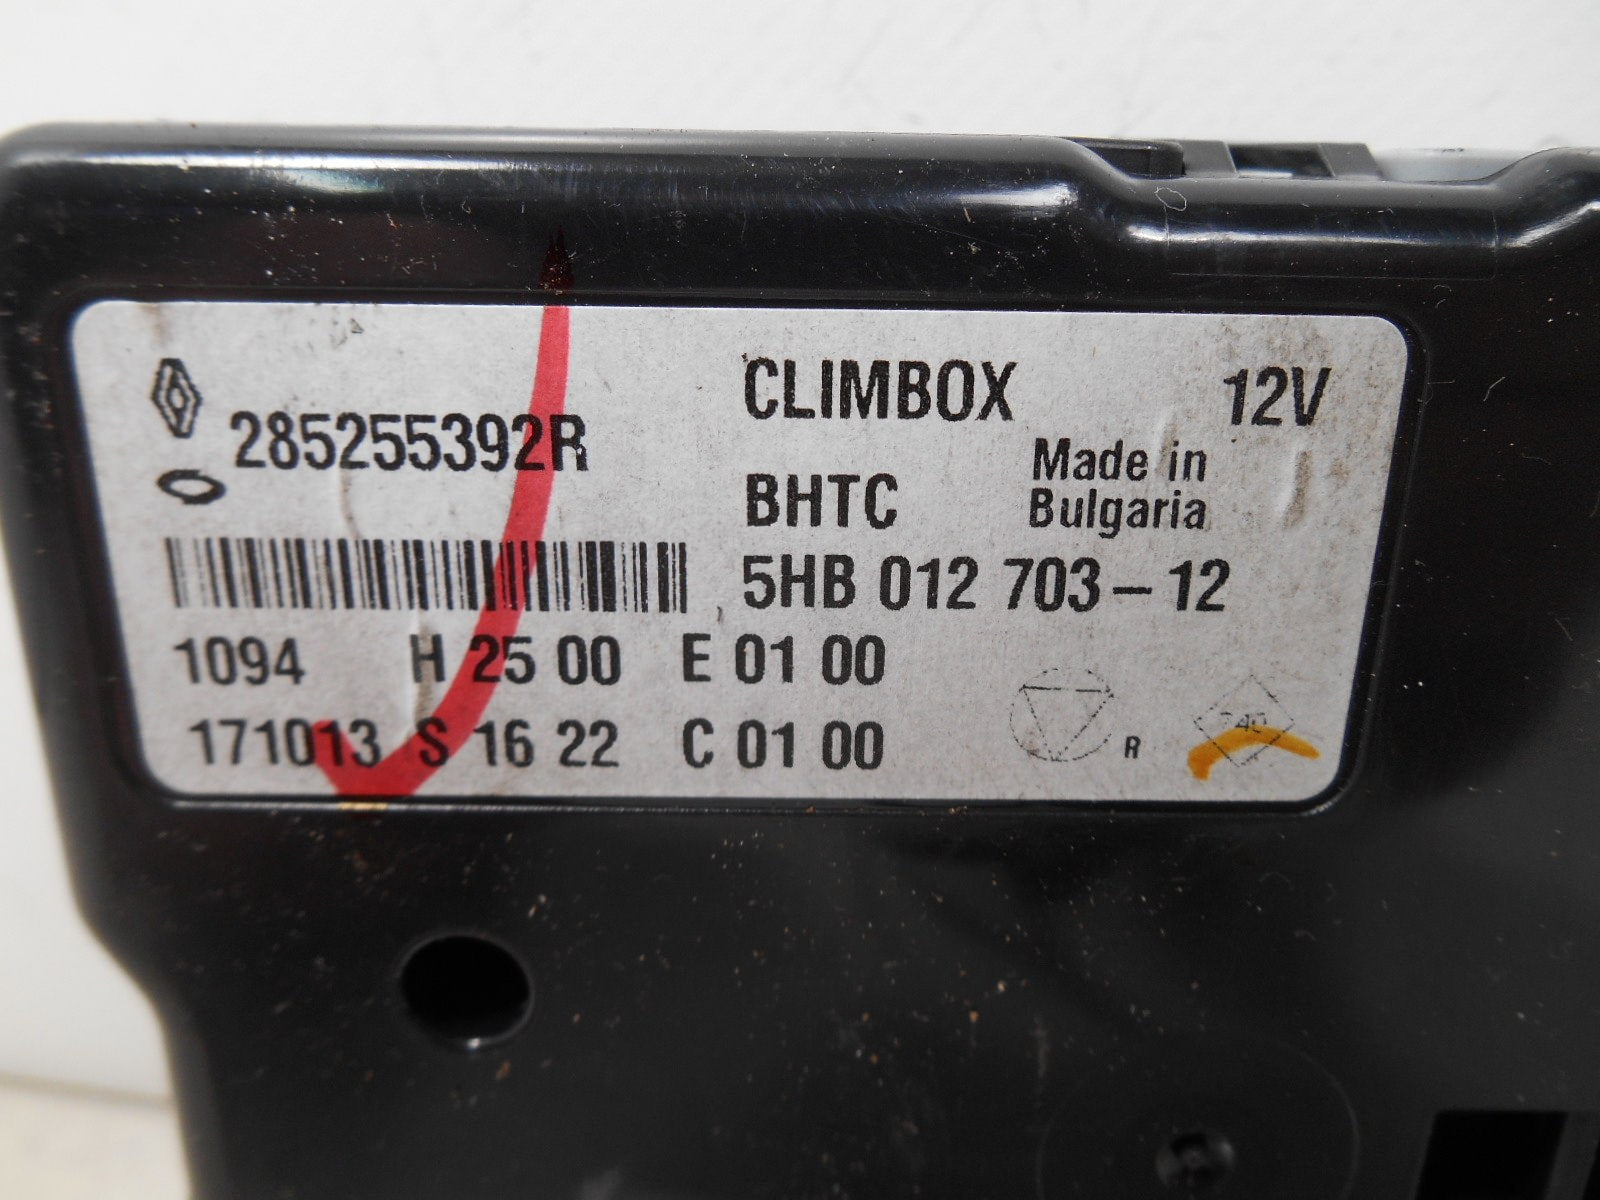 285255392R
CLIMBOX 12V
BHTC
Made in
Bulgaria
5HB 012 703-12
1094 H 25 00 E 01 00
171013 S 16 22 C 01 00
R